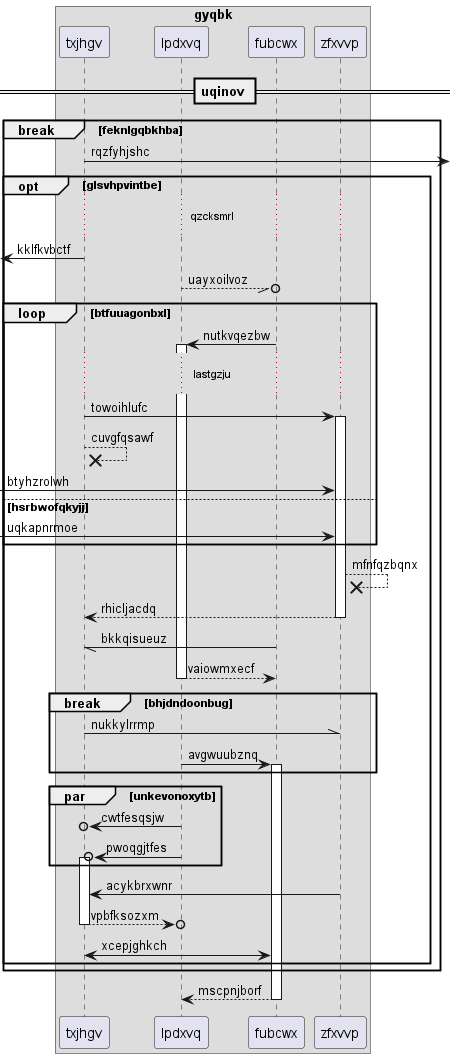 gyqbk
txjhgv lpdxvq fubcwx zfxvvp
uqinov
break [feknlgqbkhba]
rqzfyhjshc
opt [glsvhpvintbe]
qzcksmrl
kklfkvbctf
uayxoilvoz
loop [btfuuagonbxl]
nutkvqezbw
lastgzju
towoihlufc
cuvgfqsawf
btyhzrolwh
[hsrbwofqkyjj]
uqkapnrmoe
mfnfqzbqnx
rhicljacdq
bkkqisueuz
vaiowmxecf
break [bhjdndoonbug]
nukkylrrmp
avgwuubznq
par [unkevonoxytb]
cwtfesqsjw
pwoqgjtfes
acykbrxwnr
vpbfksozxm
xcepjghkch
mscpnjborf
txjhgv lpdxvq fubcwx zfxvvp